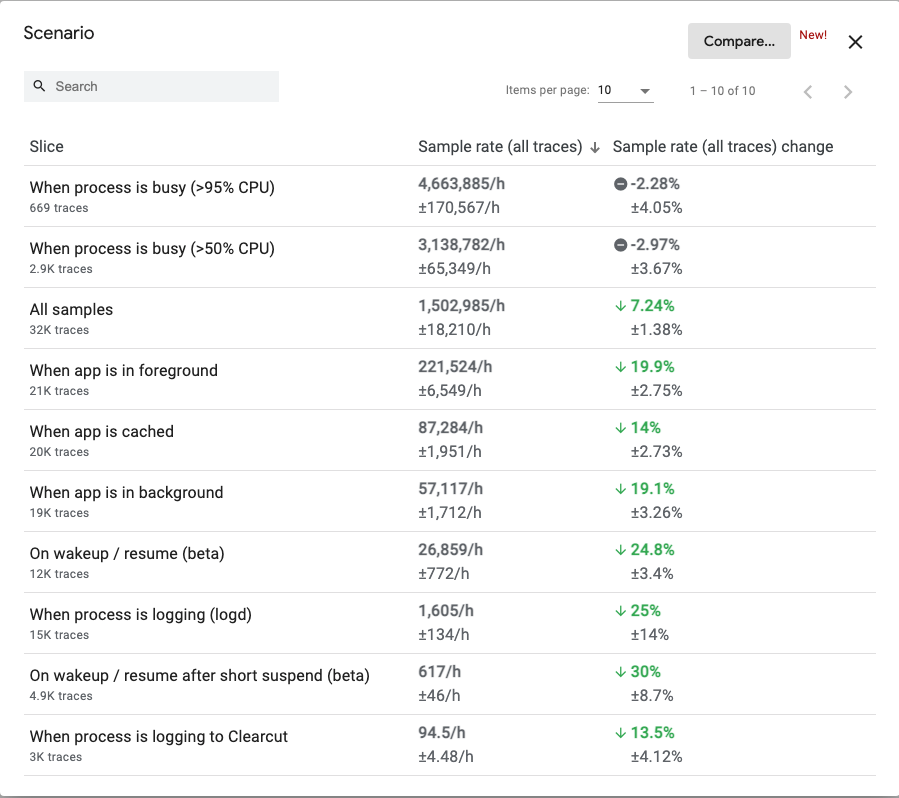 Scenario
Compare...
New!
Search
Items per page: 10
1 – 10 of 10
Slice
Sample rate (all traces)
Sample rate (all traces) change
When process is busy (>95% CPU)
669 traces
4,663,885/h
±170,567/h
-2.28%
±4.05%
When process is busy (>50% CPU)
2.9K traces
3,138,782/h
±65,349/h
-2.97%
±3.67%
All samples
32K traces
1,502,985/h
±18,210/h
7.24%
±1.38%
When app is in foreground
21K traces
221,524/h
±6,549/h
19.9%
±2.75%
When app is cached
20K traces
87,284/h
±1,951/h
14%
±2.73%
When app is in background
19K traces
57,117/h
±1,712/h
19.1%
±3.26%
On wakeup / resume (beta)
12K traces
26,859/h
±772/h
24.8%
±3.4%
When process is logging (logd)
15K traces
1,605/h
±134/h
25%
±14%
On wakeup / resume after short suspend (beta)
4.9K traces
617/h
±46/h
30%
±8.7%
When process is logging to Clearcut
3K traces
94.5/h
±4.48/h
13.5%
±4.12%